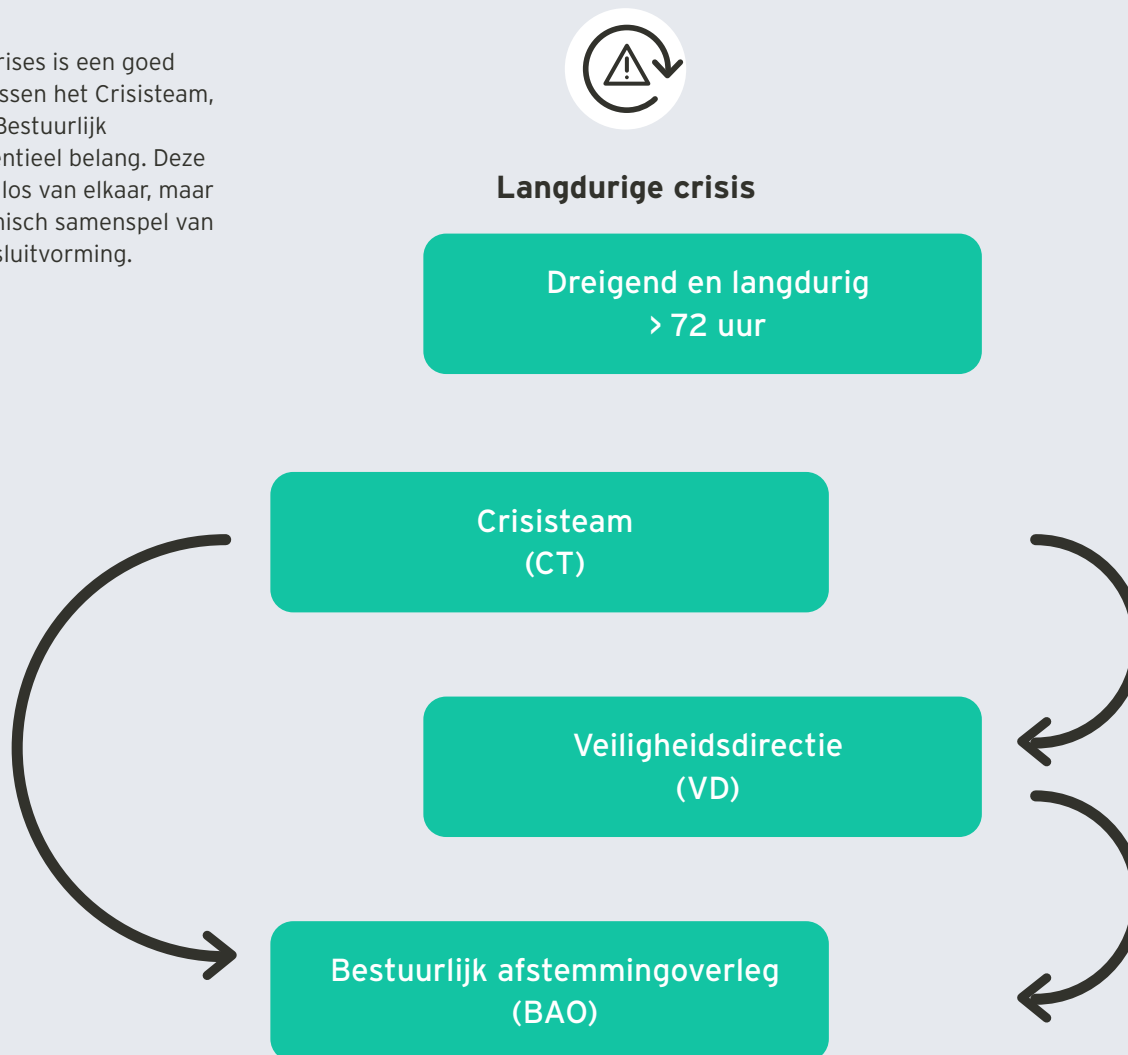 rises is een goed
ssen het Crisisteam,
Bestuurlijk
entieel belang. Deze
los van elkaar, maar
nisch samenspel van
sluitvorming.
Langdurige crisis
Dreigend en langdurig
> 72 uur
Crisisteam
(CT)
Veiligheidsdirectie
(VD)
Bestuurlijk afstemmingoverleg
(BAO)